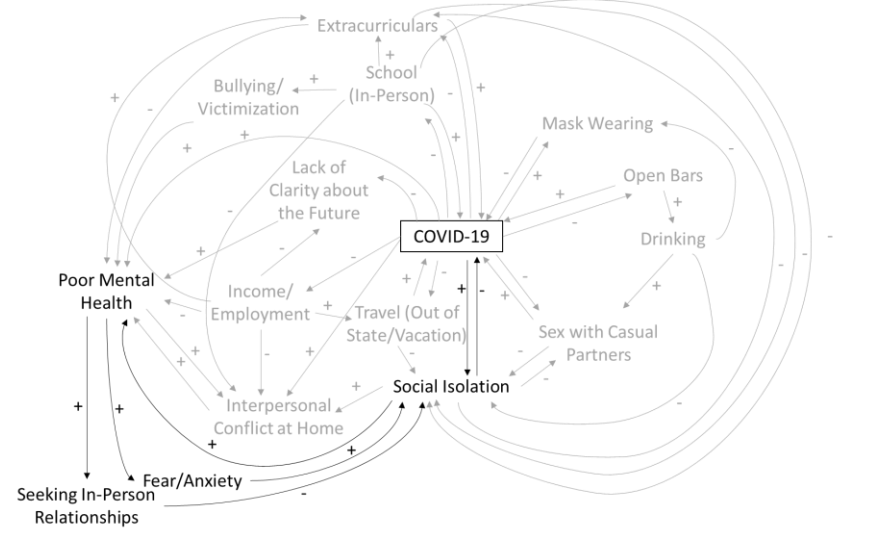 Extracurriculars
+
School
(In-Person)
Bullying/
Victimization
+
+
-
-
+
+
+
-
+
-
Mask Wearing
-
+
-
Open Bars
+
+
-
Drinking
Lack of
Clarity about
the Future
-
-
COVID-19
+
-
-
Poor Mental
Health
Income/
Employment
-
+
-
+
Travel (Out of
State/Vacation)
+
-
-
+
-
+
-
Sex with Casual
Partners
+
-
-
-
-
-
Social Isolation
+
+
+
Interpersonal
Conflict at Home
-
+
+
+
+
Fear/Anxiety
-
Seeking In-Person
Relationships